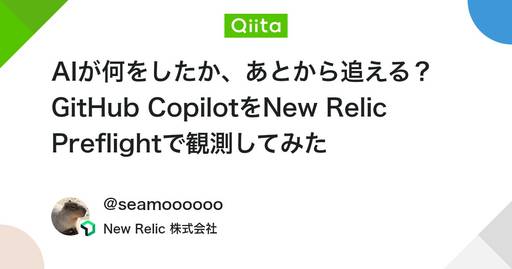 Qiita
AIが何をしたか、あとから追える？
GitHub CopilotをNew Relic
Preflightで観測してみた
@seamoooooo
New Relic 株式会社